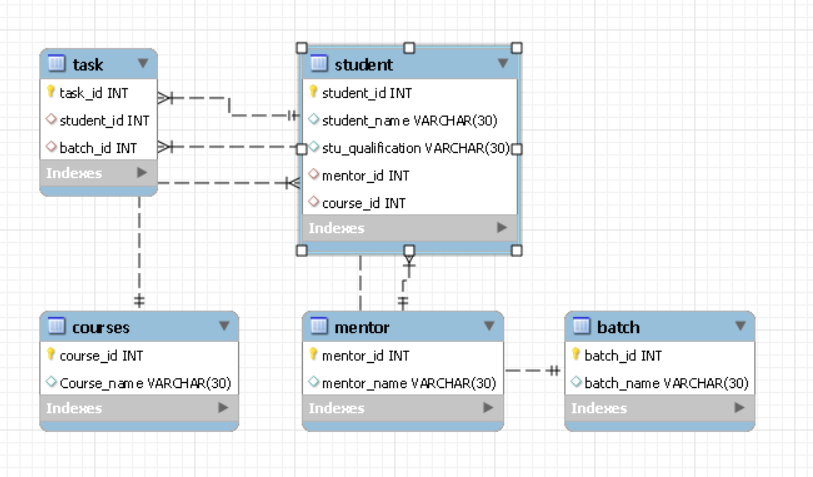 task
task_id INT
student_id INT
batch_id INT
Indexes
student
student_id INT
student_name VARCHAR(30)
stu_qualification VARCHAR(30)
mentor_id INT
course_id INT
Indexes
courses
course_id INT
Course_name VARCHAR(30)
Indexes
mentor
mentor_id INT
mentor_name VARCHAR(30)
Indexes
batch
batch_id INT
batch_name VARCHAR(30)
Indexes